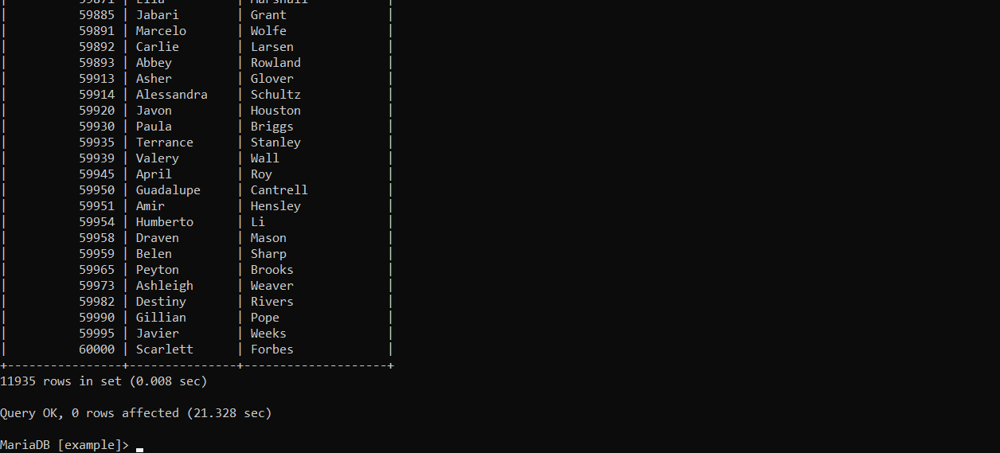 | 59871 | Ella | Marshall |
| 59885 | Jabari | Grant |
| 59891 | Marcelo | Wolfe |
| 59892 | Carlie | Larsen |
| 59893 | Abbey | Rowland |
| 59913 | Asher | Glover |
| 59914 | Alessandra | Schultz |
| 59920 | Javon | Houston |
| 59930 | Paula | Briggs |
| 59935 | Terrance | Stanley |
| 59939 | Valery | Wall |
| 59945 | April | Roy |
| 59950 | Guadalupe | Cantrell |
| 59951 | Amir | Hensley |
| 59954 | Humberto | Li |
| 59958 | Draven | Mason |
| 59959 | Belen | Sharp |
| 59965 | Peyton | Brooks |
| 59973 | Ashleigh | Weaver |
| 59982 | Destiny | Rivers |
| 59990 | Gillian | Pope |
| 59995 | Javier | Weeks |
| 60000 | Scarlett | Forbes |
+----------------+---------------+--------------------+
11935 rows in set (0.008 sec)
Query OK, 0 rows affected (21.328 sec)
MariaDB [example]>